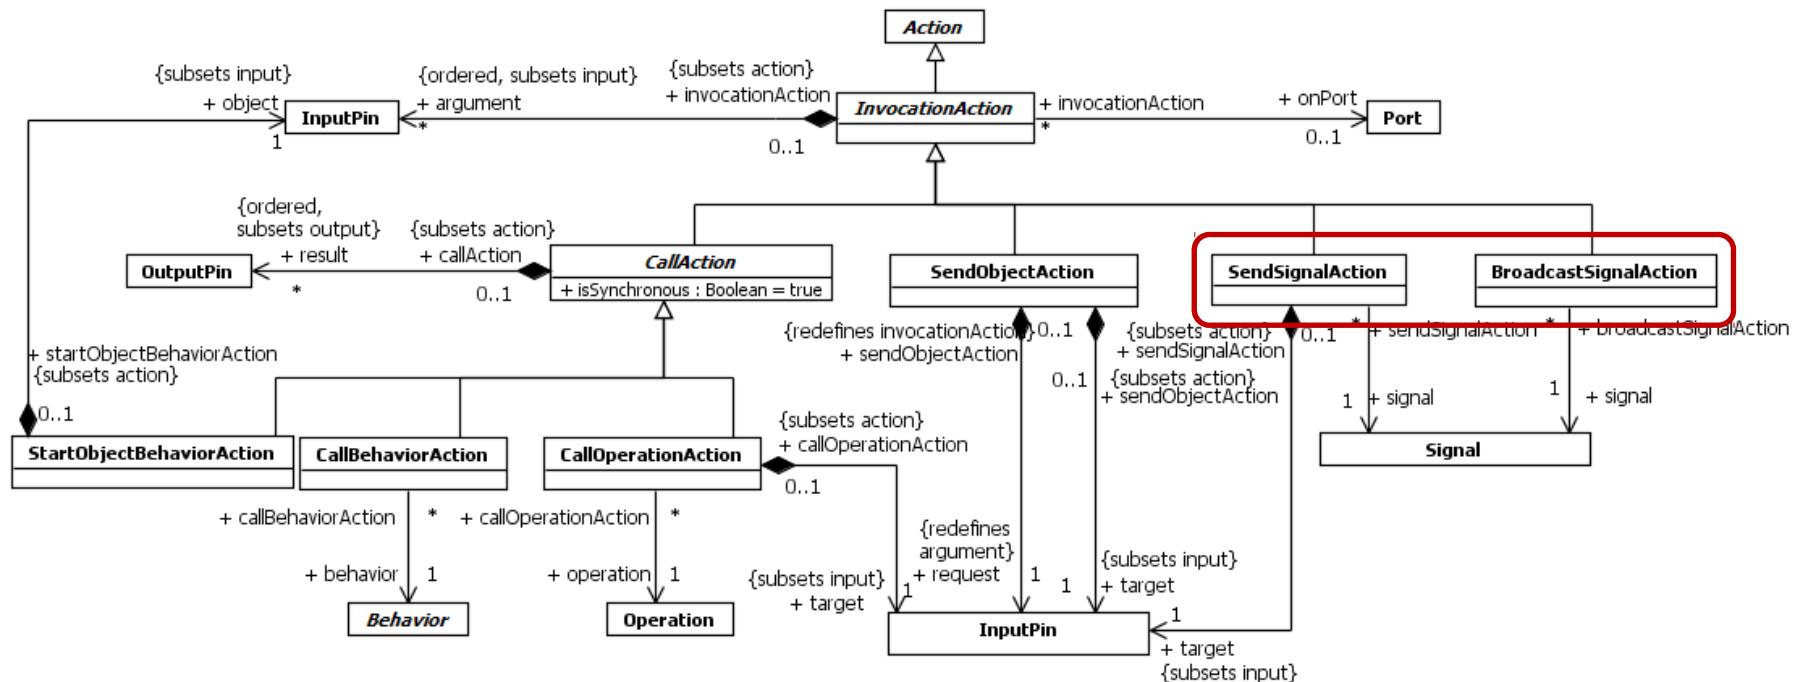 Action
{subsets input}
{ordered, subsets input}
{subsets action}
+ object
+ argument
+ invocationAction
InvocationAction
+ invocationAction
+ onPort
InputPin
*
*
Port
1
0..1
0..1
{ordered,
subsets output}
{subsets action}
+ result
+ callAction
CallAction
OutputPin
SendObjectAction
SendSignalAction
BroadcastSignalAction
*
0..1
+ isSynchronous : Boolean = true
{redefines invocationAction}
0..1
{subsets action}
0..1
*
+ sendSignalAction
*
+ broadcastSignalAction
+ startObjectBehaviorAction
+ sendObjectAction
+ sendSignalAction
{subsets action}
0..1
{subsets action}
+ sendObjectAction
1
+ signal
1
+ signal
0..1
{subsets action}
+ callOperationAction
StartObjectBehaviorAction
CallBehaviorAction
CallOperationAction
Signal
0..1
+ callBehaviorAction
*
+ callOperationAction
*
{redefines
argument}
+ request
1
{subsets input}
+ target
1
+ behavior
1
+ operation
1
{subsets input}
+ target
1
Behavior
Operation
InputPin
1
+ target
{subsets input}